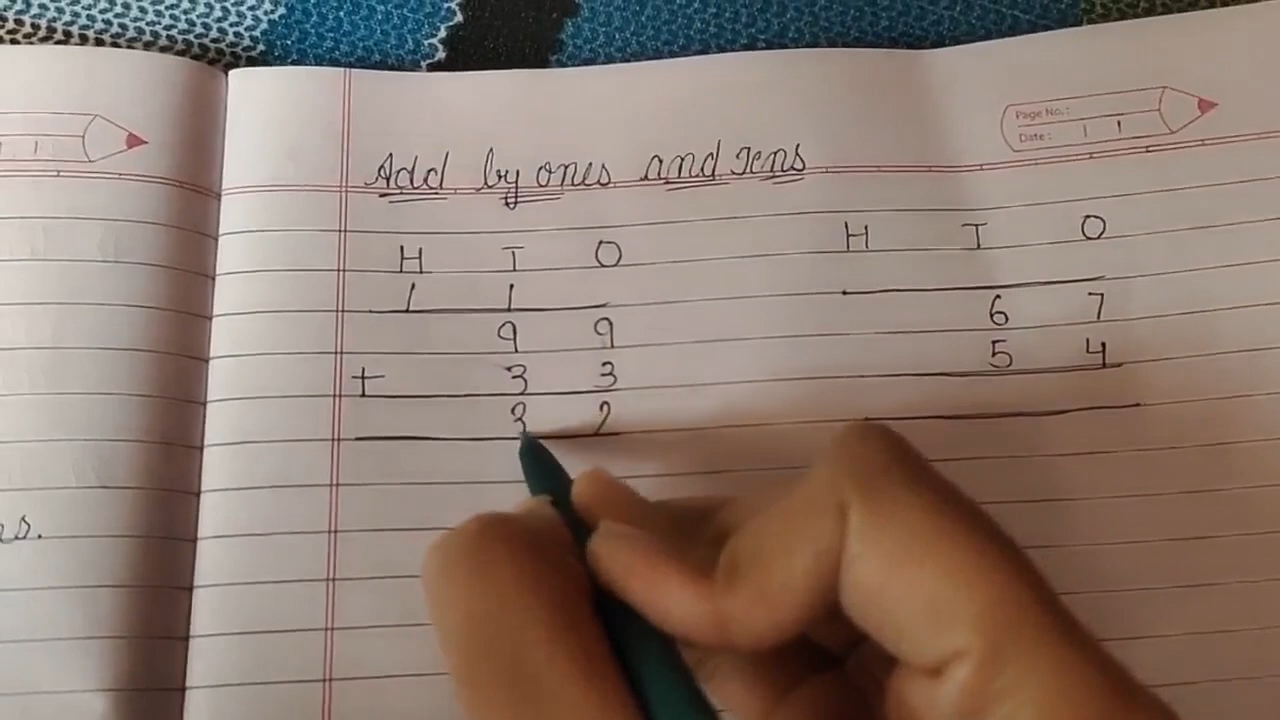 Page No.:
Date:
Add by ones and Tens
H T O
1 1
9 9
+ 3 3
3 2
H T O
6 7
5 4
s.